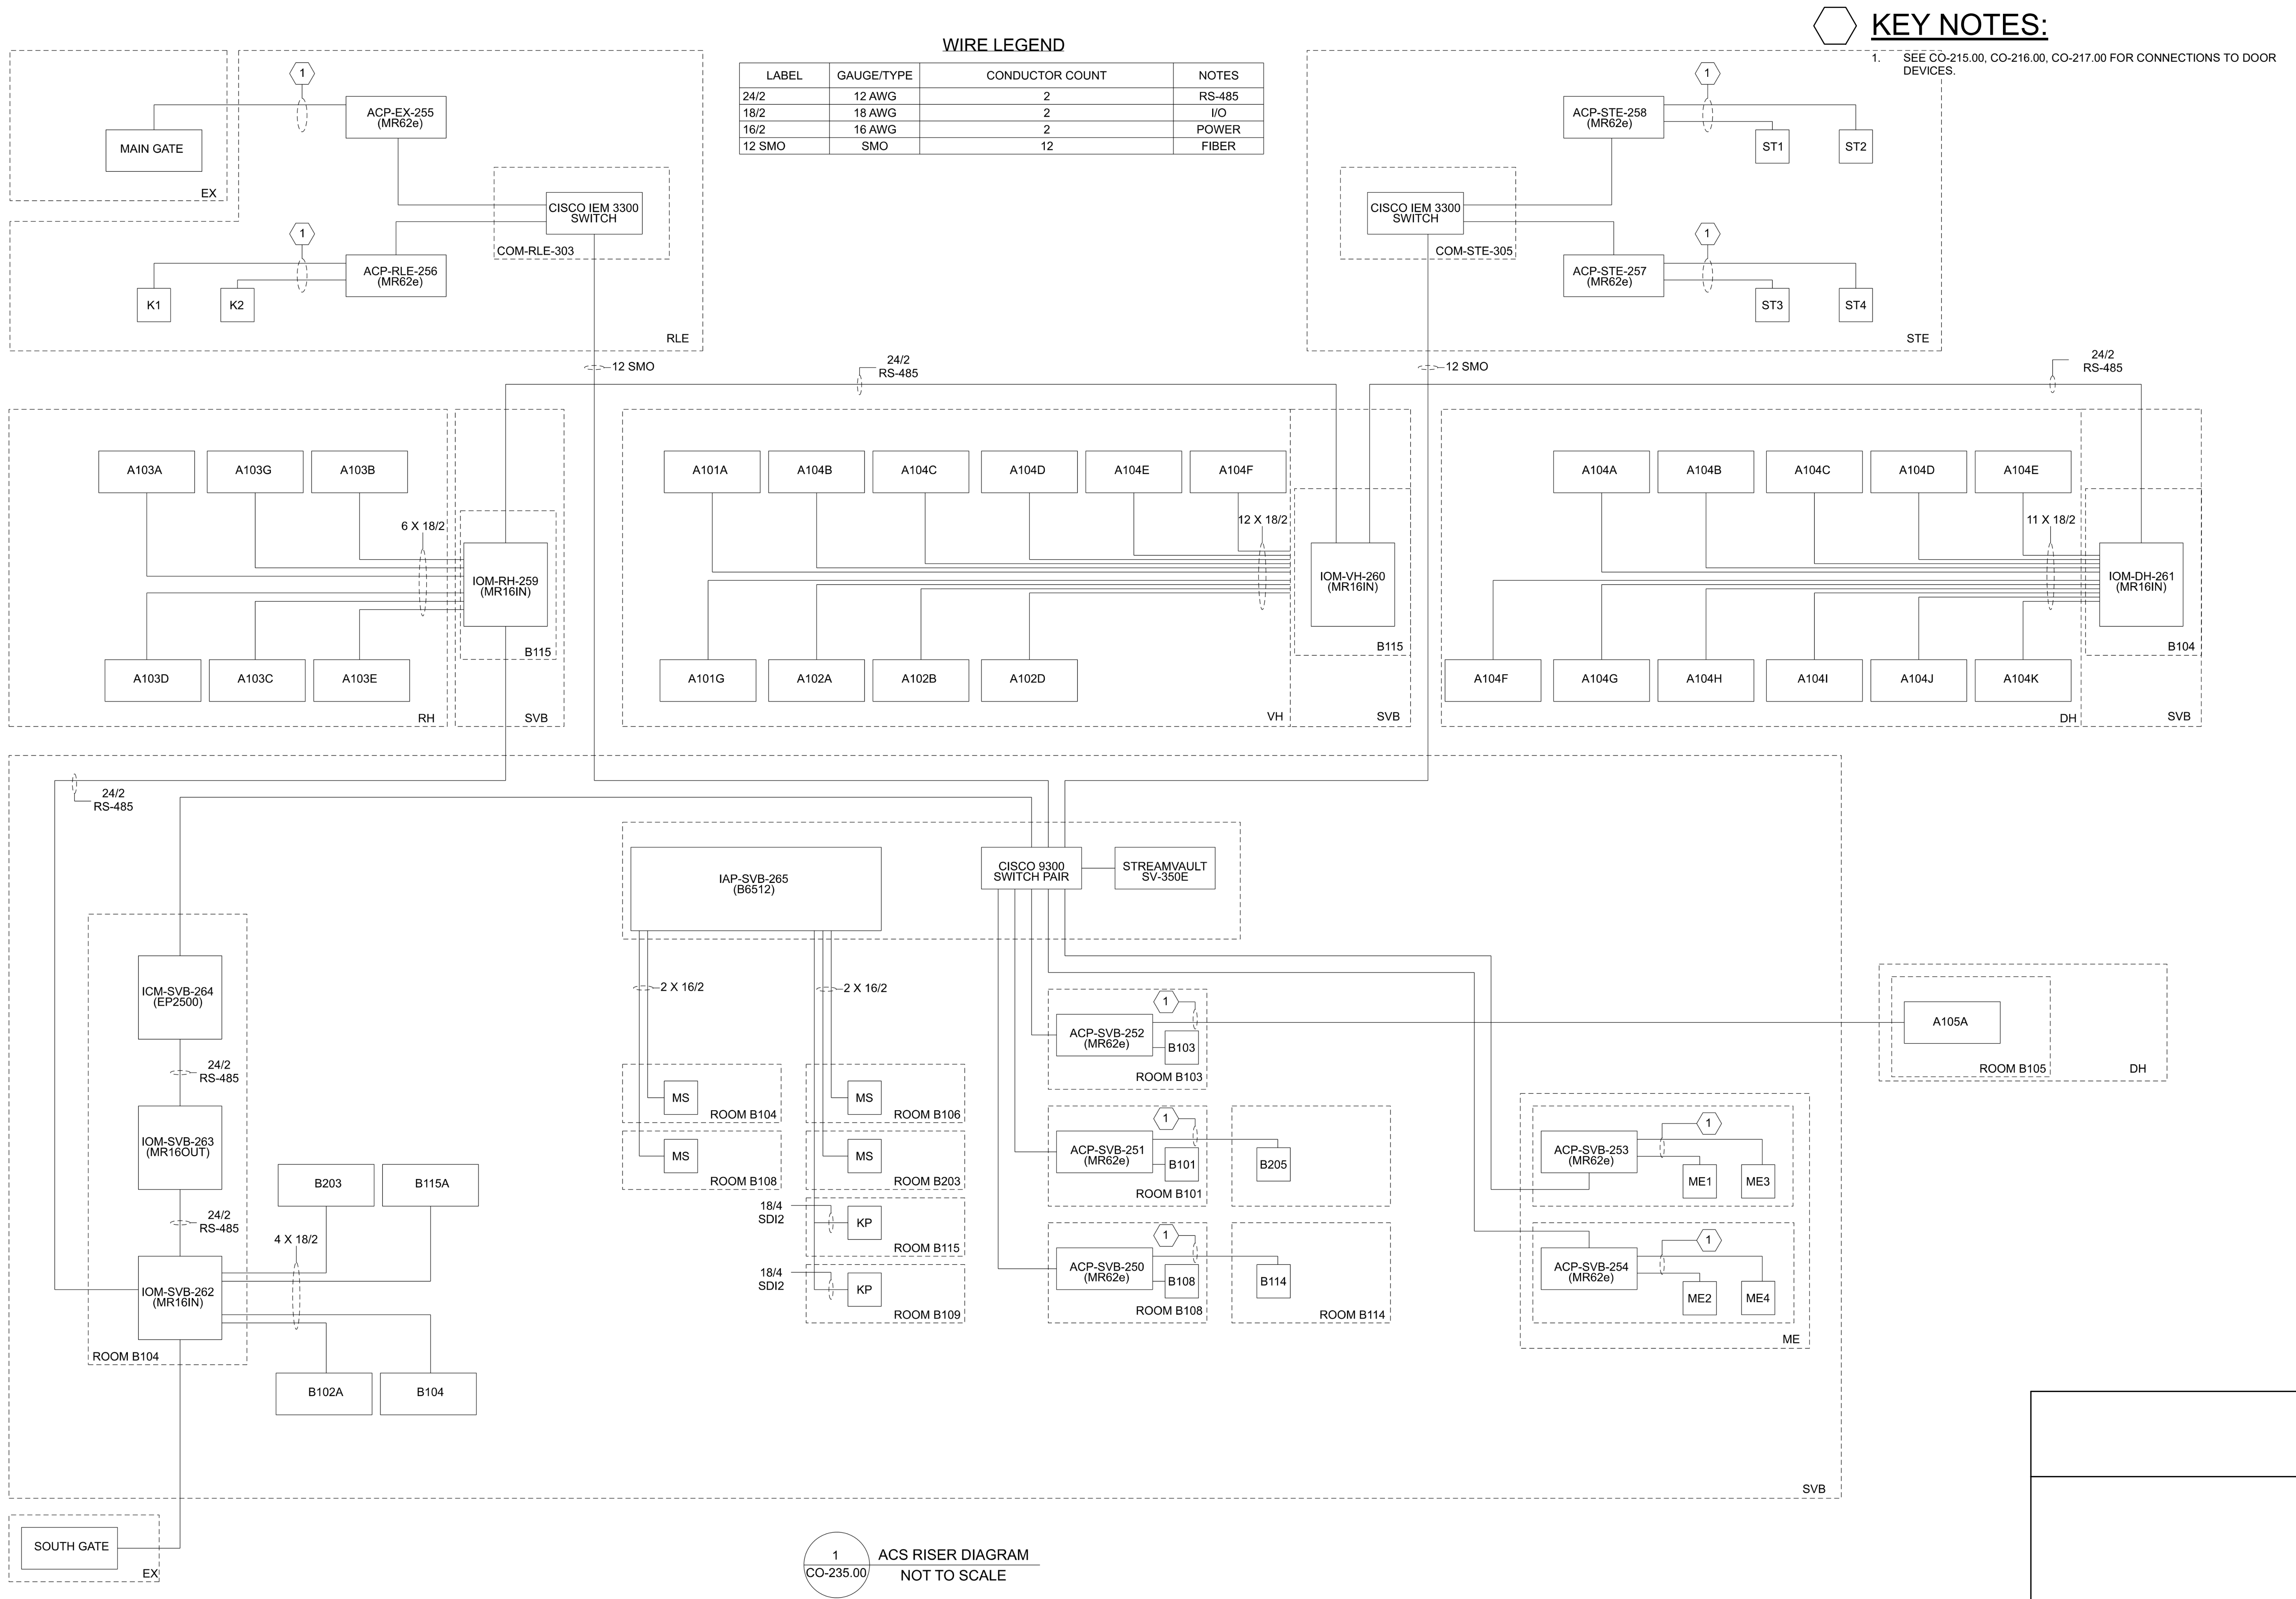 KEY NOTES:
1. SEE CO-215.00, CO-216.00, CO-217.00 FOR CONNECTIONS TO DOOR
DEVICES.
WIRE LEGEND
LABEL GAUGE/TYPE CONDUCTOR COUNT NOTES
24/2 12 AWG 2 RS-485
18/2 18 AWG 2 I/O
16/2 16 AWG 2 POWER
12 SMO SMO 12 FIBER
1
ACP-EX-255
(MR62e)
MAIN GATE
EX
CISCO IEM 3300
SWITCH
COM-RLE-303
1
ACP-RLE-256
(MR62e)
K1
K2
RLE
1
ACP-STE-258
(MR62e)
ST1
ST2
CISCO IEM 3300
SWITCH
COM-STE-305
1
ACP-STE-257
(MR62e)
ST3
ST4
STE
12 SMO
24/2
RS-485
12 SMO
24/2
RS-485
A103A
A103G
A103B
6 X 18/2
IOM-RH-259
(MR16IN)
B115
A103D
A103C
A103E
RH
SVB
A101A
A104B
A104C
A104D
A104E
A104F
12 X 18/2
IOM-VH-260
(MR16IN)
B115
A101G
A102A
A102B
A102D
VH
SVB
A104A
A104B
A104C
A104D
A104E
11 X 18/2
IOM-DH-261
(MR16IN)
B104
A104F
A104G
A104H
A104I
A104J
A104K
DH
SVB
24/2
RS-485
IAP-SVB-265
(B6512)
CISCO 9300
SWITCH PAIR
STREAMVAULT
SV-350E
ICM-SVB-264
(EP2500)
24/2
RS-485
IOM-SVB-263
(MR16OUT)
24/2
RS-485
IOM-SVB-262
(MR16IN)
ROOM B104
B203
B115A
4 X 18/2
B102A
B104
2 X 16/2
2 X 16/2
MS
ROOM B104
MS
ROOM B106
MS
ROOM B108
MS
ROOM B203
18/4
SDI2
KP
ROOM B115
18/4
SDI2
KP
ROOM B109
1
ACP-SVB-252
(MR62e)
B103
ROOM B103
1
ACP-SVB-251
(MR62e)
B101
ROOM B101
B205
1
ACP-SVB-250
(MR62e)
B108
ROOM B108
B114
ROOM B114
A105A
ROOM B105
DH
1
ACP-SVB-253
(MR62e)
ME1
ME3
1
ACP-SVB-254
(MR62e)
ME2
ME4
ME
SVB
SOUTH GATE
EX
1
CO-235.00
ACS RISER DIAGRAM
NOT TO SCALE